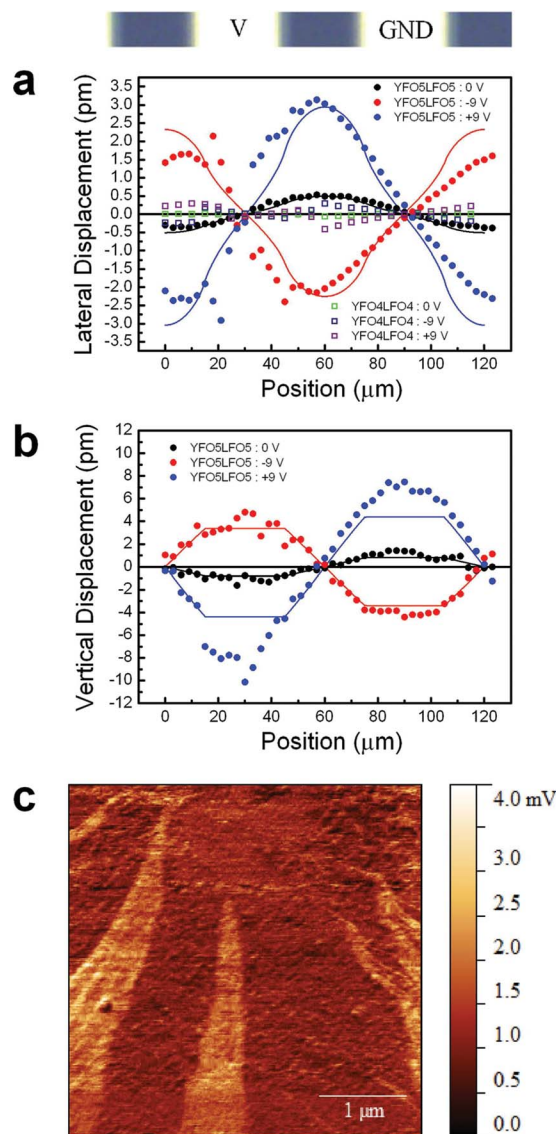 V GND
a
Lateral Displacement (pm)
3.5
3.0
2.5
2.0
1.5
1.0
0.5
0.0
-0.5
-1.0
-1.5
-2.0
-2.5
-3.0
-3.5
YFO5LFO5 : 0 V
YFO5LFO5 : -9 V
YFO5LFO5 : +9 V
YFO4LFO4 : 0 V
YFO4LFO4 : -9 V
YFO4LFO4 : +9 V
0 20 40 60 80 100 120
Position (μm)
b
Vertical Displacement (pm)
12
10
8
6
4
2
0
-2
-4
-6
-8
-10
-12
YFO5LFO5 : 0 V
YFO5LFO5 : -9 V
YFO5LFO5 : +9 V
0 20 40 60 80 100 120
Position (μm)
c
4.0 mV
3.0
2.5
2.0
1.5
1.0
0.5
0.0
1 μm